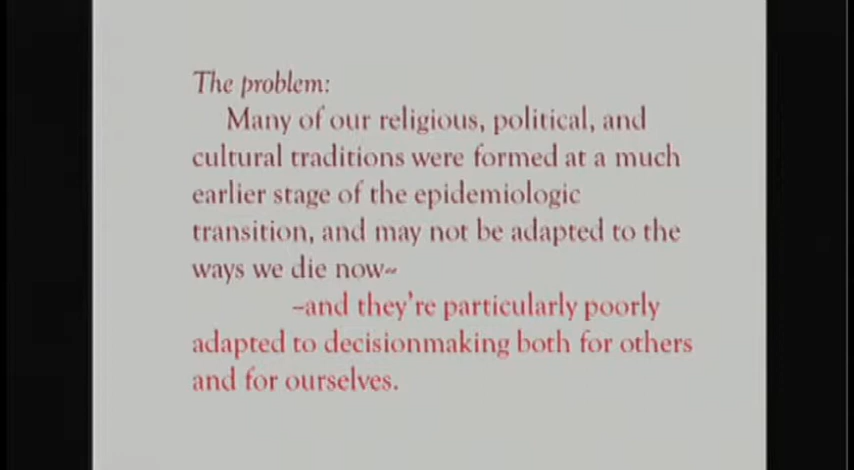 The problem:
Many of our religious, political, and
cultural traditions were formed at a much
earlier stage of the epidemiologic
transition, and may not be adapted to the
ways we die now~
–and they're particularly poorly
adapted to decisionmaking both for others
and for ourselves.